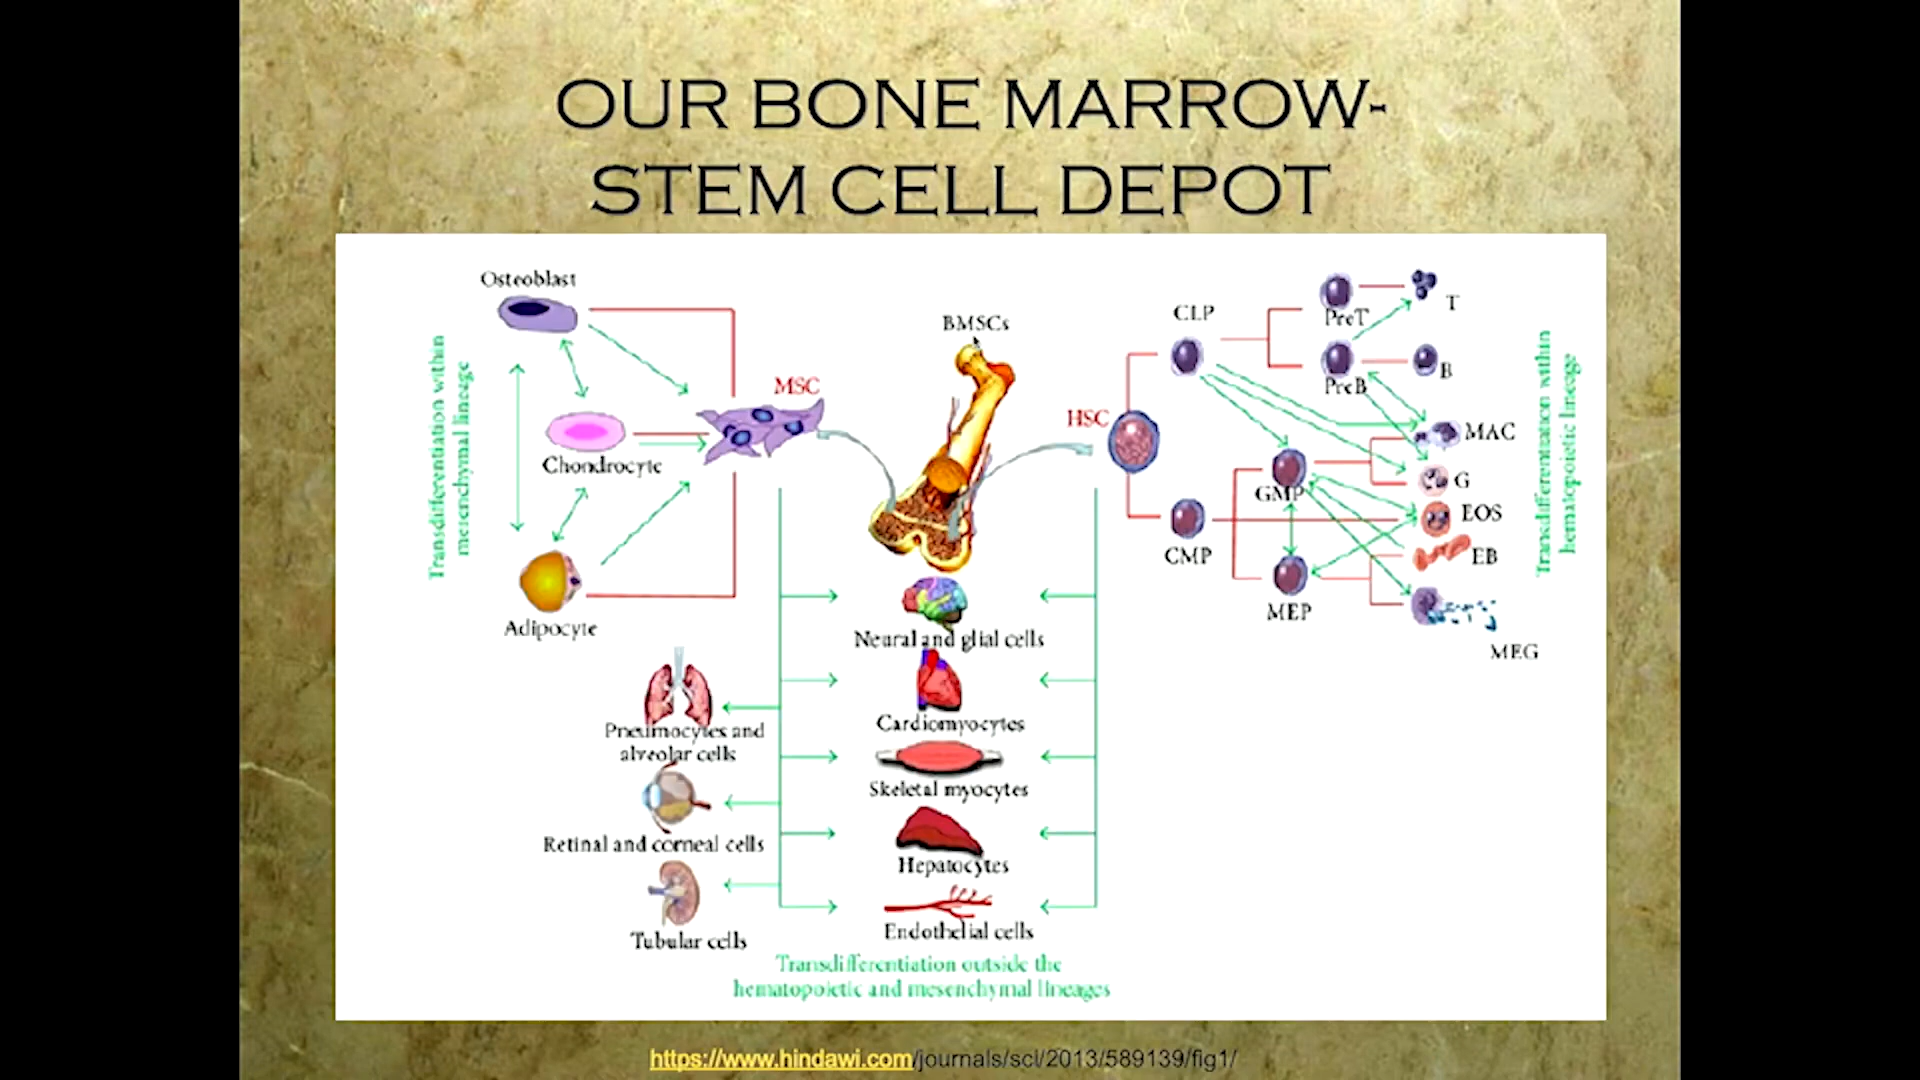 OUR BONE MARROW-
STEM CELL DEPOT
Osteoblast
Transdifferentiation within
mesenchymal lineage
Chondrocyte
Adipocyte
MSC
BMSCs
HSC
CLP
CMP
PreT
PreB
GMP
MEP
T
B
MAC
G
EOS
EB
MEG
Transdifferentiation within
hematopoietic lineage
Pneumocytes and
alveolar cells
Retinal and corneal cells
Tubular cells
Neural and glial cells
Cardiomyocytes
Skeletal myocytes
Hepatocytes
Endothelial cells
Transdifferentiation outside the
hematopoietic and mesenchymal lineages
https://www.hindawi.com/journals/scl/2013/589139/fig1/